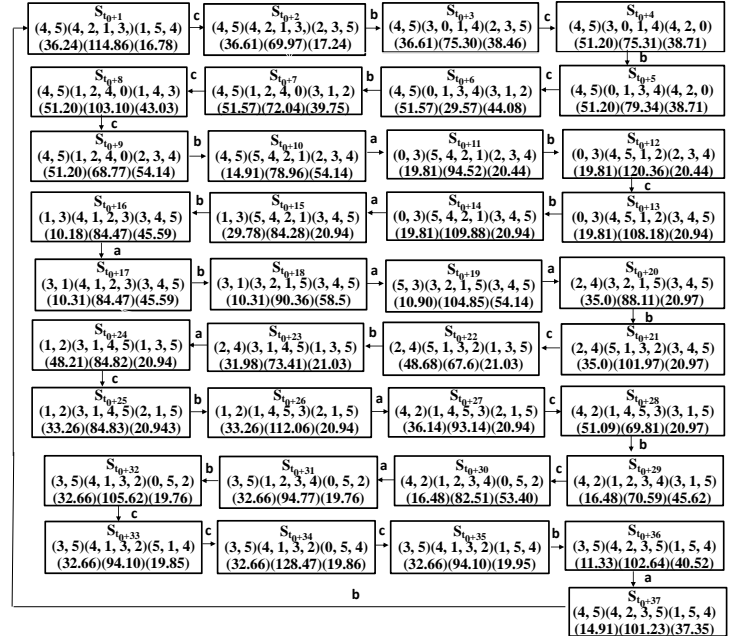 S_{t0+1}
(4, 5)(4, 2, 1, 3,)(1, 5, 4)
(36.24)(114.86)(16.78)
c
S_{t0+2}
(4, 5)(4, 2, 1, 3,)(2, 3, 5)
(36.61)(69.97)(17.24)
b
S_{t0+3}
(4, 5)(3, 0, 1, 4)(2, 3, 5)
(36.61)(75.30)(38.46)
c
S_{t0+4}
(4, 5)(3, 0, 1, 4)(4, 2, 0)
(51.20)(75.31)(38.71)
b
S_{t0+8}
(4, 5)(1, 2, 4, 0)(1, 4, 3)
(51.20)(103.10)(43.03)
c
S_{t0+7}
(4, 5)(1, 2, 4, 0)(3, 1, 2)
(51.57)(72.04)(39.75)
b
S_{t0+6}
(4, 5)(0, 1, 3, 4)(3, 1, 2)
(51.57)(29.57)(44.08)
c
S_{t0+5}
(4, 5)(0, 1, 3, 4)(4, 2, 0)
(51.20)(79.34)(38.71)
c
S_{t0+9}
(4, 5)(1, 2, 4, 0)(2, 3, 4)
(51.20)(68.77)(54.14)
b
S_{t0+10}
(4, 5)(5, 4, 2, 1)(2, 3, 4)
(14.91)(78.96)(54.14)
a
S_{t0+11}
(0, 3)(5, 4, 2, 1)(2, 3, 4)
(19.81)(94.52)(20.44)
b
S_{t0+12}
(0, 3)(4, 5, 1, 2)(2, 3, 4)
(19.81)(120.36)(20.44)
c
S_{t0+16}
(1, 3)(4, 1, 2, 3)(3, 4, 5)
(10.18)(84.47)(45.59)
b
S_{t0+15}
(1, 3)(5, 4, 2, 1)(3, 4, 5)
(29.78)(84.28)(20.94)
a
S_{t0+14}
(0, 3)(5, 4, 2, 1)(3, 4, 5)
(19.81)(109.88)(20.94)
b
S_{t0+13}
(0, 3)(4, 5, 1, 2)(3, 4, 5)
(19.81)(108.18)(20.94)
a
S_{t0+17}
(3, 1)(4, 1, 2, 3)(3, 4, 5)
(10.31)(84.47)(45.59)
b
S_{t0+18}
(3, 1)(3, 2, 1, 5)(3, 4, 5)
(10.31)(90.36)(58.5)
a
S_{t0+19}
(5, 3)(3, 2, 1, 5)(3, 4, 5)
(10.90)(104.85)(54.14)
a
S_{t0+20}
(2, 4)(3, 2, 1, 5)(3, 4, 5)
(35.0)(88.11)(20.97)
b
S_{t0+24}
(1, 2)(3, 1, 4, 5)(1, 3, 5)
(48.21)(84.82)(20.94)
a
S_{t0+23}
(2, 4)(3, 1, 4, 5)(1, 3, 5)
(31.98)(73.41)(21.03)
b
S_{t0+22}
(2, 4)(5, 1, 3, 2)(1, 3, 5)
(48.68)(67.6)(21.03)
c
S_{t0+21}
(2, 4)(5, 1, 3, 2)(3, 4, 5)
(35.0)(101.97)(20.97)
c
S_{t0+25}
(1, 2)(3, 1, 4, 5)(2, 1, 5)
(33.26)(84.83)(20.943)
b
S_{t0+26}
(1, 2)(1, 4, 5, 3)(2, 1, 5)
(33.26)(112.06)(20.94)
a
S_{t0+27}
(4, 2)(1, 4, 5, 3)(2, 1, 5)
(36.14)(93.14)(20.94)
c
S_{t0+28}
(4, 2)(1, 4, 5, 3)(3, 1, 5)
(51.09)(69.81)(20.97)
b
S_{t0+32}
(3, 5)(4, 1, 3, 2)(0, 5, 2)
(32.66)(105.62)(19.76)
b
S_{t0+31}
(3, 5)(1, 2, 3, 4)(0, 5, 2)
(32.66)(94.77)(19.76)
a
S_{t0+30}
(4, 2)(1, 2, 3, 4)(0, 5, 2)
(16.48)(82.51)(53.40)
c
S_{t0+29}
(4, 2)(1, 2, 3, 4)(3, 1, 5)
(16.48)(70.59)(45.62)
c
S_{t0+33}
(3, 5)(4, 1, 3, 2)(5, 1, 4)
(32.66)(94.10)(19.85)
c
S_{t0+34}
(3, 5)(4, 1, 3, 2)(0, 5, 4)
(32.66)(128.47)(19.86)
c
S_{t0+35}
(3, 5)(4, 1, 3, 2)(1, 5, 4)
(32.66)(94.10)(19.95)
b
S_{t0+36}
(3, 5)(4, 2, 3, 5)(1, 5, 4)
(11.33)(102.64)(40.52)
a
b
S_{t0+37}
(4, 5)(4, 2, 3, 5)(1, 5, 4)
(14.91)(101.23)(37.35)